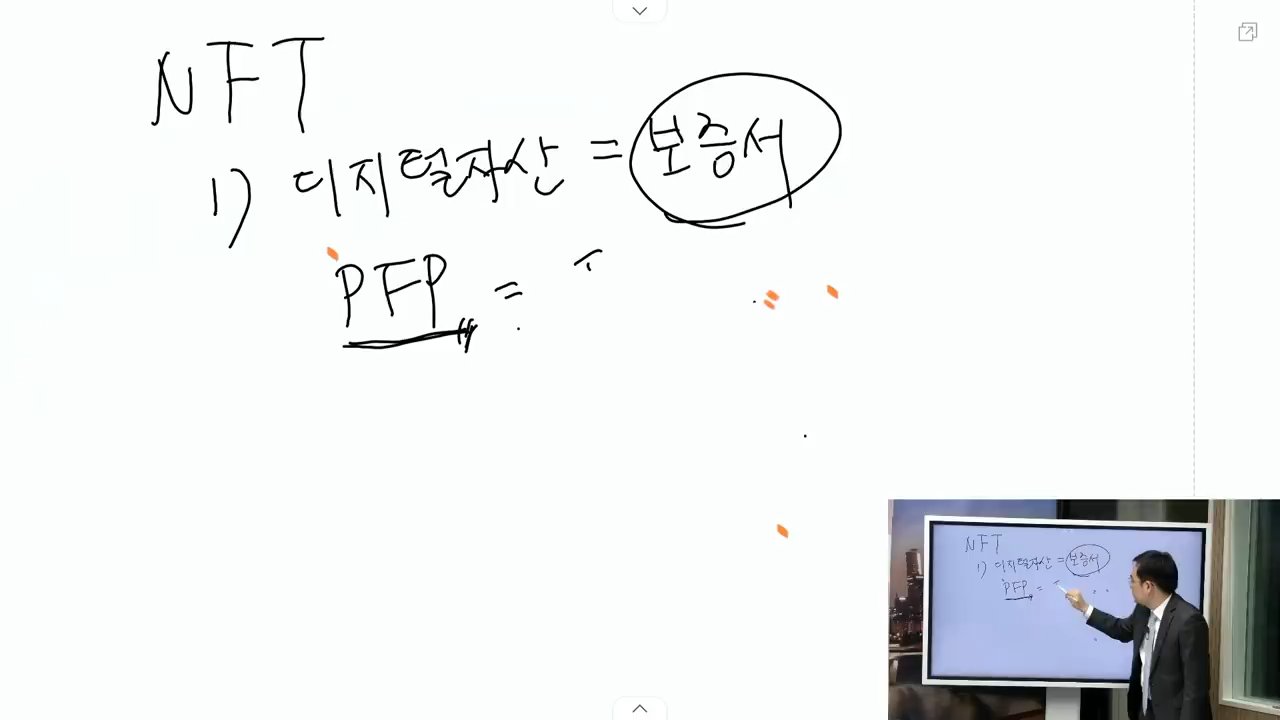 NFT
1) 디지털자산 = 보증서
PFP =